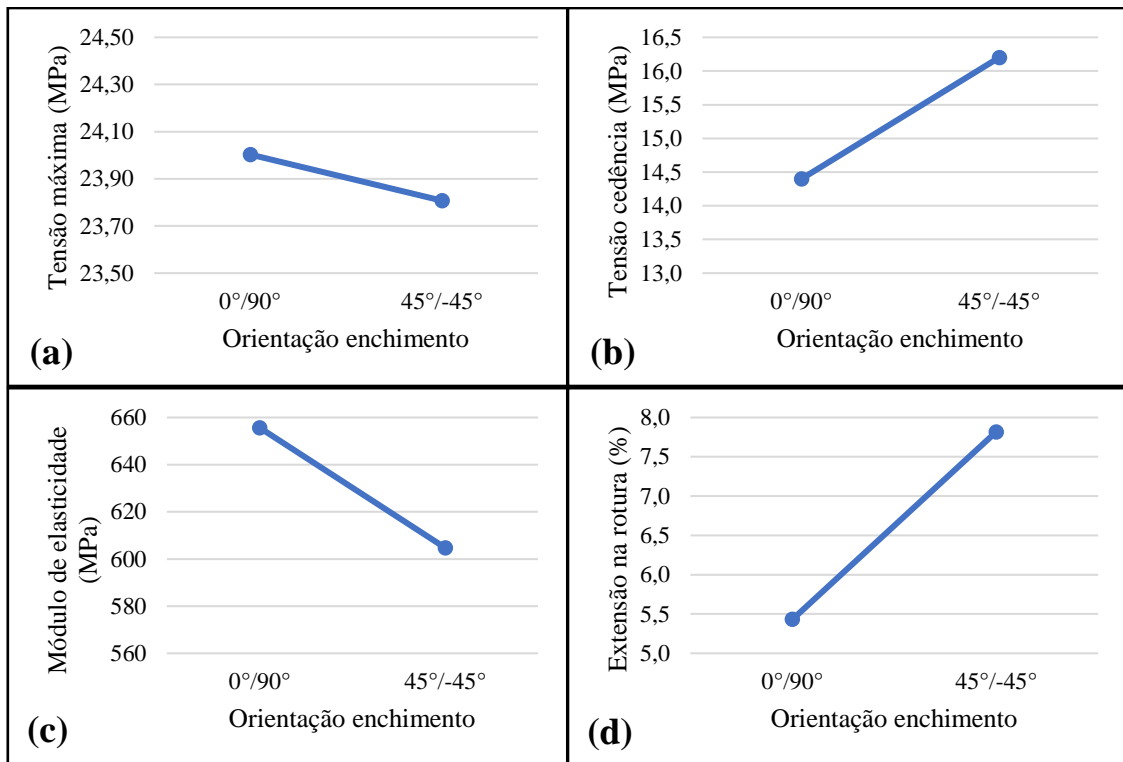 Tensão máxima (MPa)
24,50
24,30
24,10
23,90
23,70
23,50
0°/90°
45°/-45°
Orientação enchimento
(a)
Tensão cedência (MPa)
16,5
16,0
15,5
15,0
14,5
14,0
13,5
13,0
0°/90°
45°/-45°
Orientação enchimento
(b)
Módulo de elasticidade
(MPa)
660
640
620
600
580
560
0°/90°
45°/-45°
Orientação enchimento
(c)
Extensão na rotura (%)
8,0
7,5
7,0
6,5
6,0
5,5
5,0
0°/90°
45°/-45°
Orientação enchimento
(d)